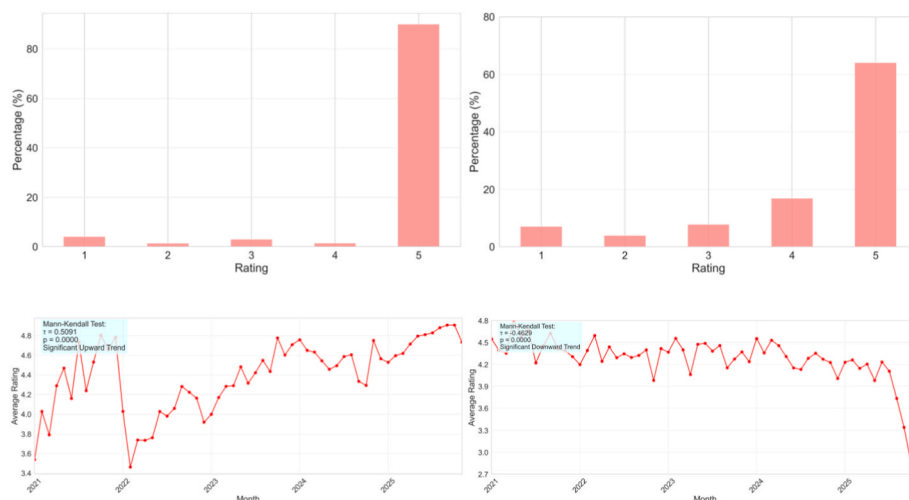 80
60
40
20
0
Percentage (%)
1 2 3 4 5
Rating
80
60
40
20
0
Percentage (%)
1 2 3 4 5
Rating
Mann-Kendall Test:
τ = 0.5091
p = 0.0000
Significant Upward Trend
4.8
4.6
4.4
4.2
4.0
3.8
3.6
3.4
Average Rating
2021 2022 2023 2024 2025
Month
Mann-Kendall Test:
τ = -0.4629
p = 0.0000
Significant Downward Trend
4.8
4.5
4.2
3.9
3.6
3.3
3.0
2.7
Average Rating
2021 2022 2023 2024 2025
Month